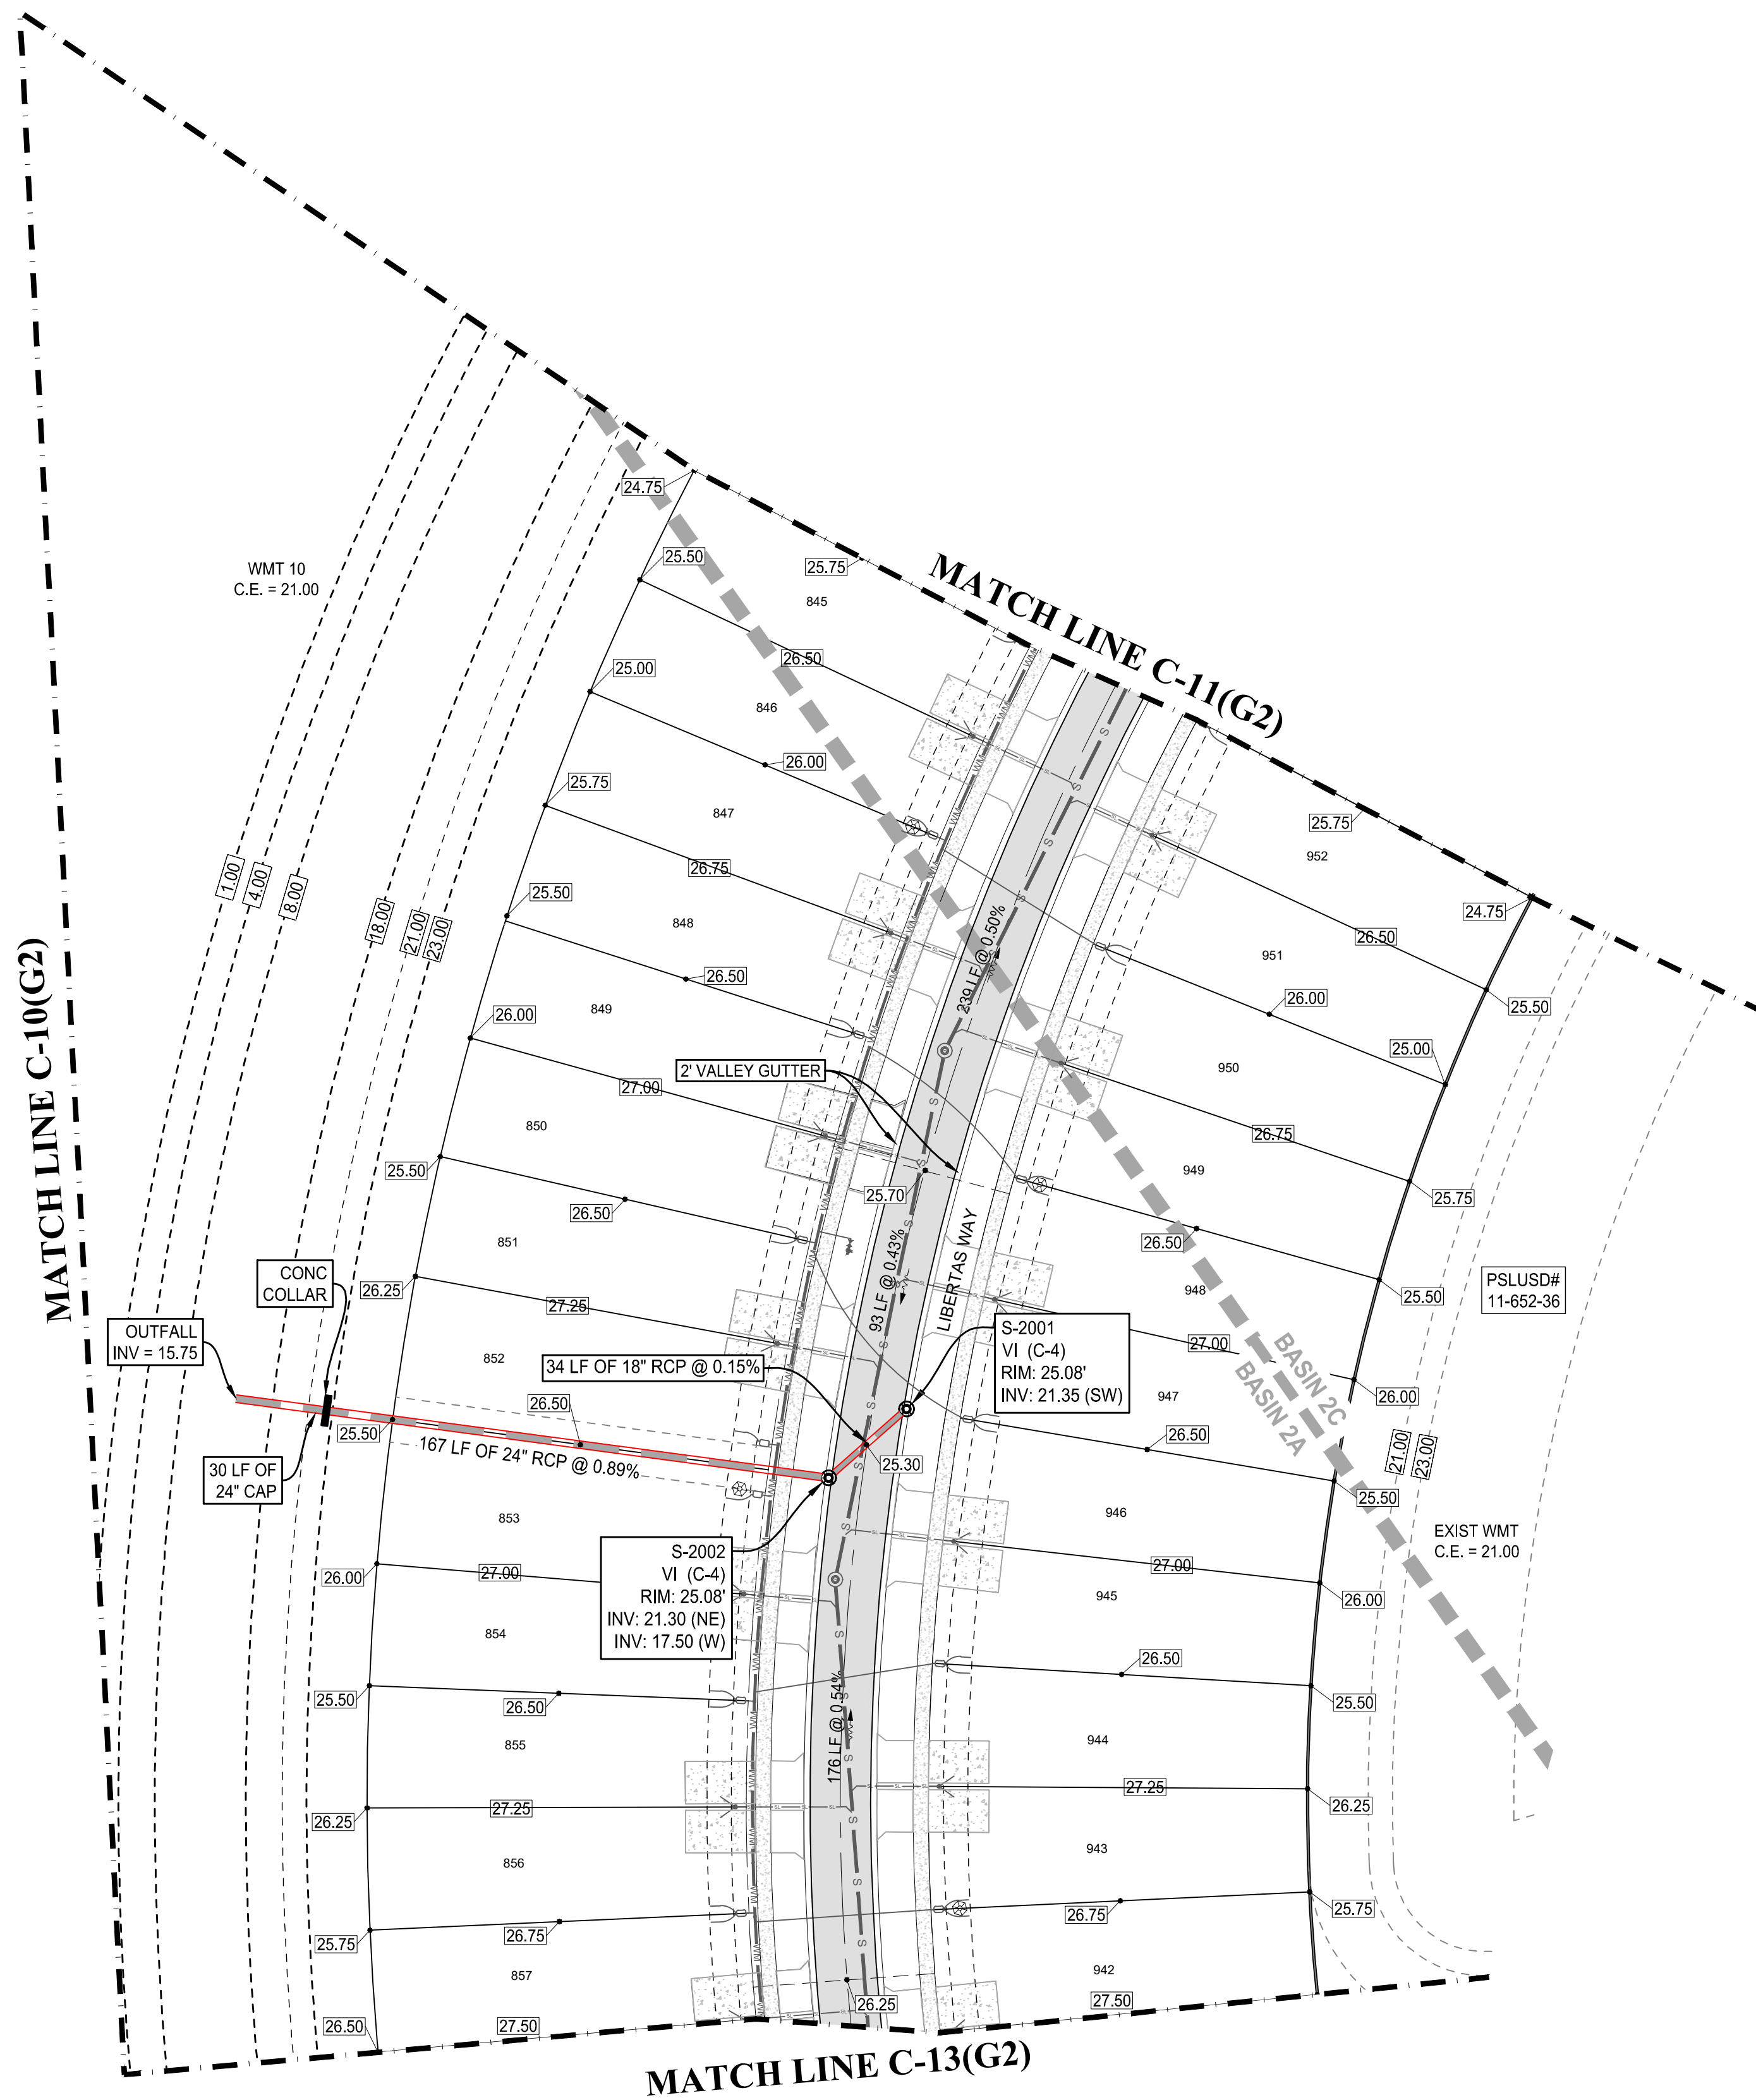 MATCH LINE C-10(G2)
MATCH LINE C-11(G2)
MATCH LINE C-13(G2)
WMT 10
C.E. = 21.00
1.00
4.00
8.00
18.00
21.00
23.00
24.75
25.50
25.75
845
25.00
26.50
846
26.00
25.75
847
26.75
25.50
848
26.50
26.00
849
27.00
2' VALLEY GUTTER
25.50
850
26.50
26.25
851
27.25
852
CONC
COLLAR
OUTFALL
INV = 15.75
30 LF OF
24" CAP
34 LF OF 18" RCP @ 0.15%
26.50
25.50
167 LF OF 24" RCP @ 0.89%
853
S-2002
VI (C-4)
RIM: 25.08'
INV: 21.30 (NE)
INV: 17.50 (W)
26.00
27.00
854
25.50
26.50
855
26.25
27.25
856
25.75
26.75
857
26.50
27.50
239 LF @ 0.50%
25.70
93 LF @ 0.43%
LIBERTAS WAY
25.30
176 LF @ 0.54%
26.25
S-2001
VI (C-4)
RIM: 25.08'
INV: 21.35 (SW)
25.75
952
24.75
26.50
951
25.50
26.00
25.00
950
26.75
949
25.75
26.50
948
25.50
27.00
947
26.00
26.50
25.50
946
27.00
945
26.00
26.50
25.50
944
27.25
26.25
943
26.75
25.75
942
27.50
BASIN 2C
BASIN 2A
PSLUSD#
11-652-36
21.00
23.00
EXIST WMT
C.E. = 21.00
WM
WM
WM
WM
WM
WM
WM
WM
S
S
S
S
S
S
S
S
S
SL
SL
SL
SL